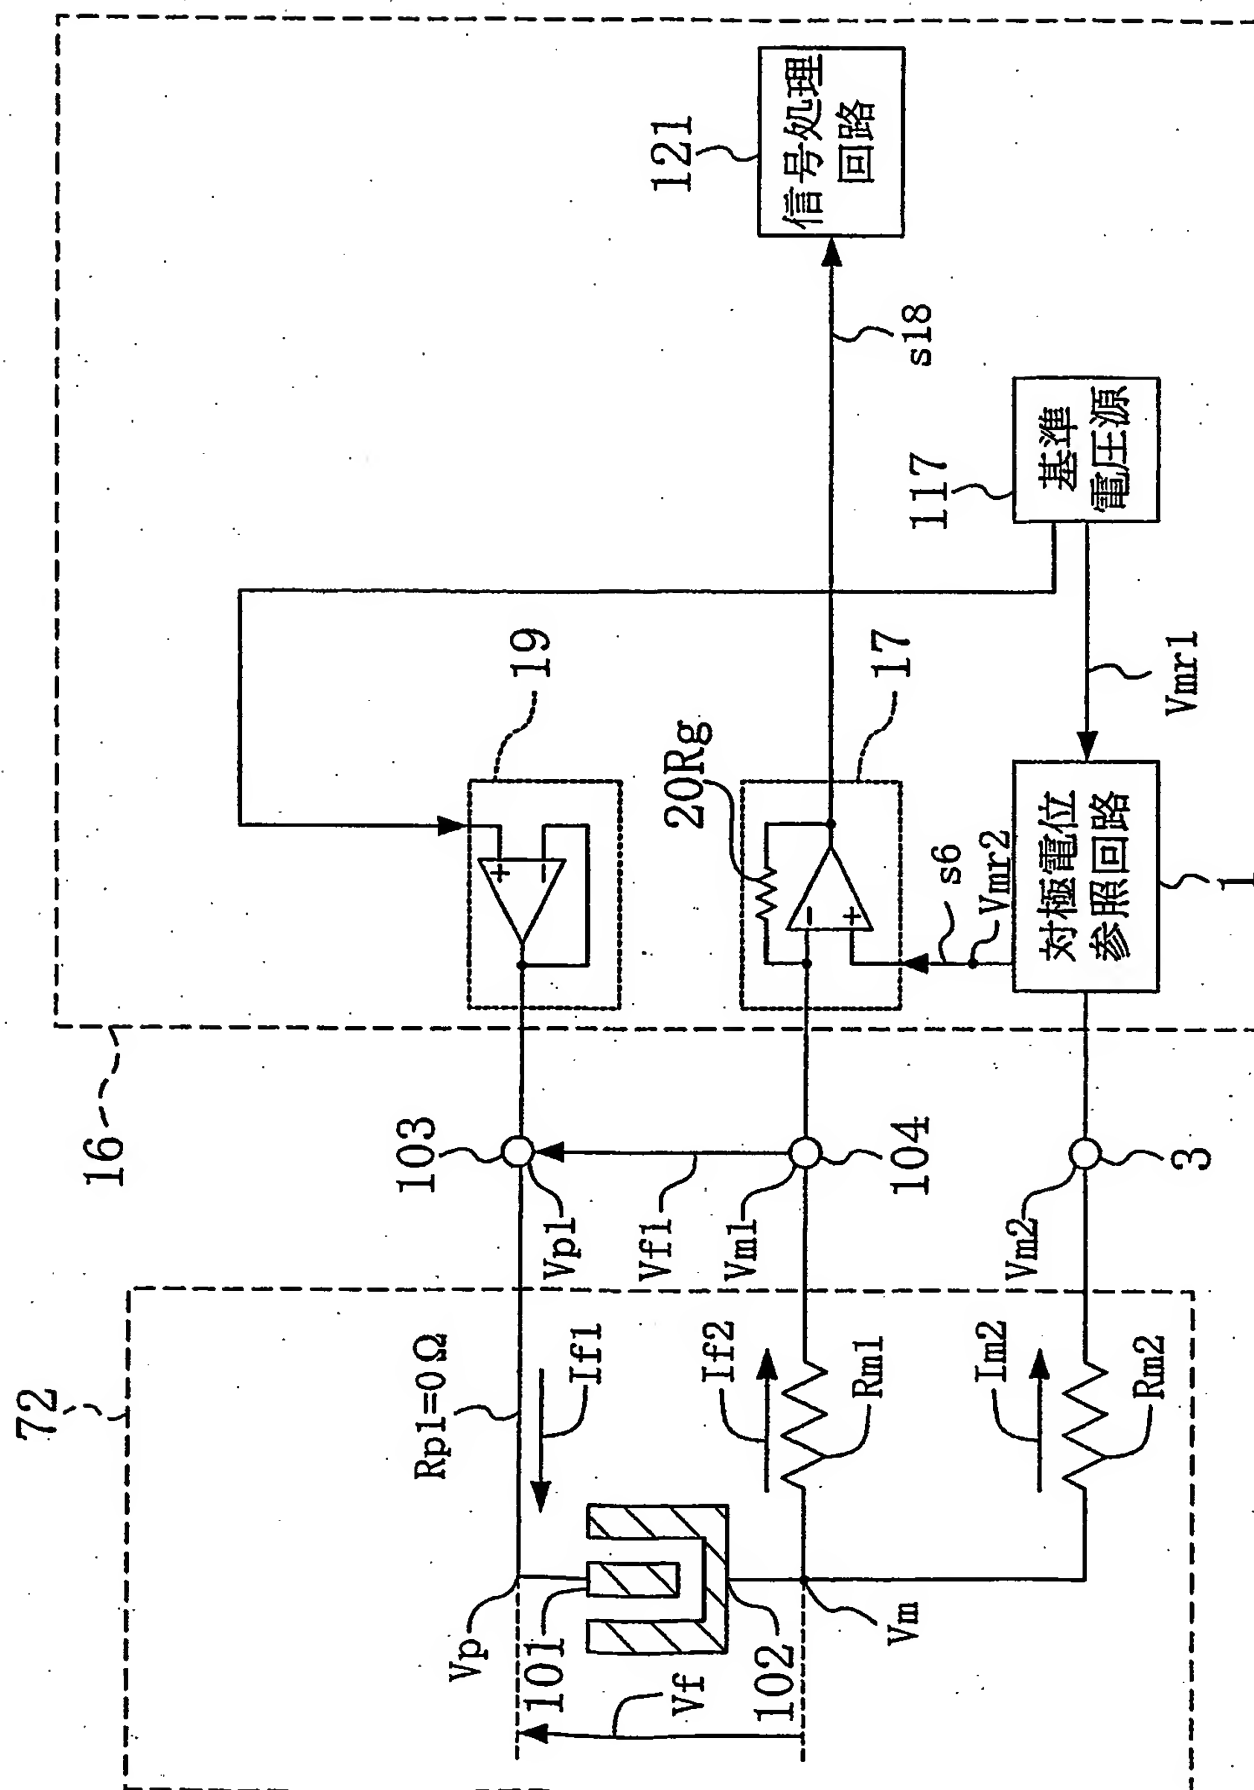 72
16
Rp1=0Ω
103
19
121
信号処理
回路
Vp
101
If1
Vp1
Vf
Vf1
102
If2
Vm1
104
20Rg
17
s18
Vm
Rm1
s6
Vmr2
117
基準
電圧源
Im2
Vm2
対極電位
参照回路
Vmr1
Rm2
3
1